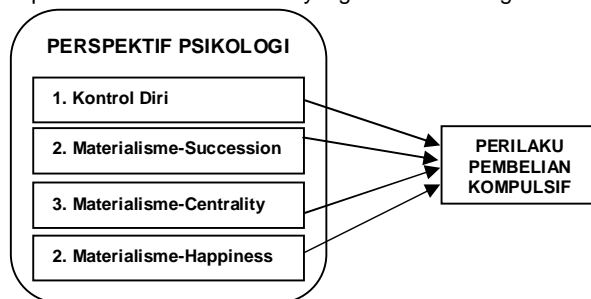 PERSPEKTIF PSIKOLOGI
1. Kontrol Diri
2. Materialisme-Succession
3. Materialisme-Centrality
2. Materialisme-Happiness
PERILAKU
PEMBELIAN
KOMPULSIF